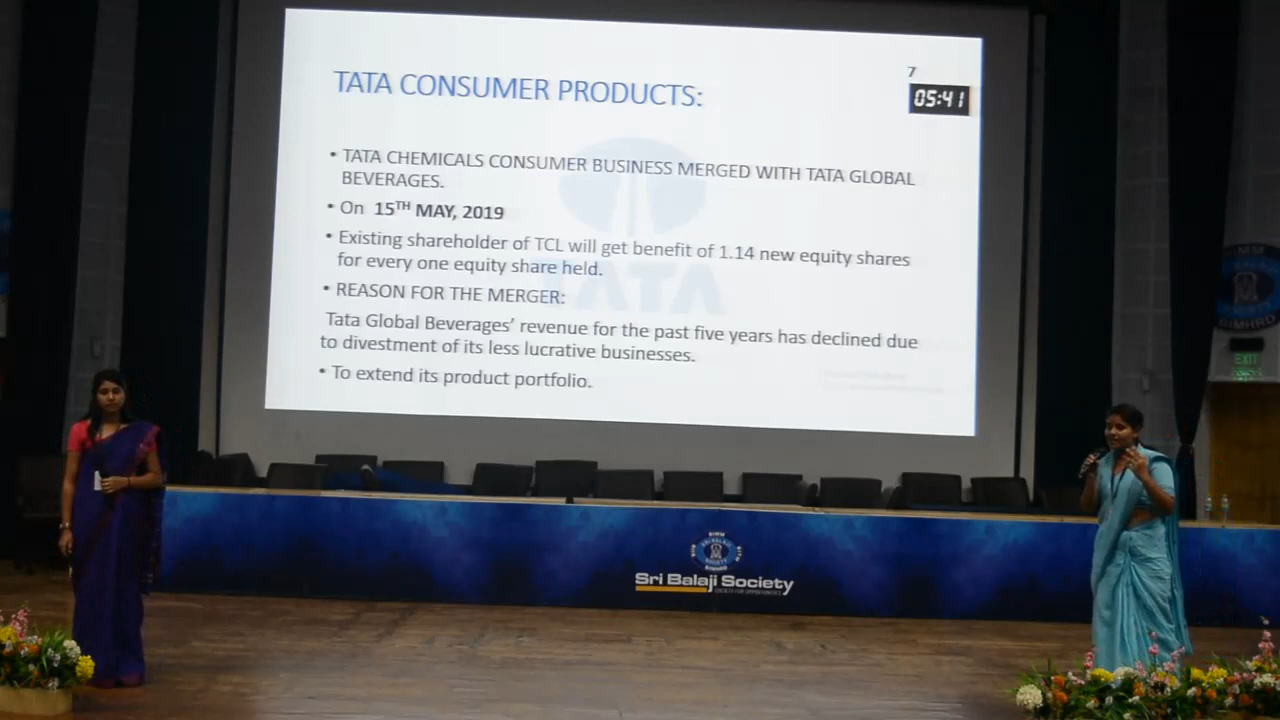 7
05:41
TATA CONSUMER PRODUCTS:
• TATA CHEMICALS CONSUMER BUSINESS MERGED WITH TATA GLOBAL
BEVERAGES.
• On 15TH MAY, 2019
• Existing shareholder of TCL will get benefit of 1.14 new equity shares
for every one equity share held.
TATA
• REASON FOR THE MERGER:
Tata Global Beverages’ revenue for the past five years has declined due
to divestment of its less lucrative businesses.
• To extend its product portfolio.
BIMM
BIMHRD
EXIT
Sri Balaji Society